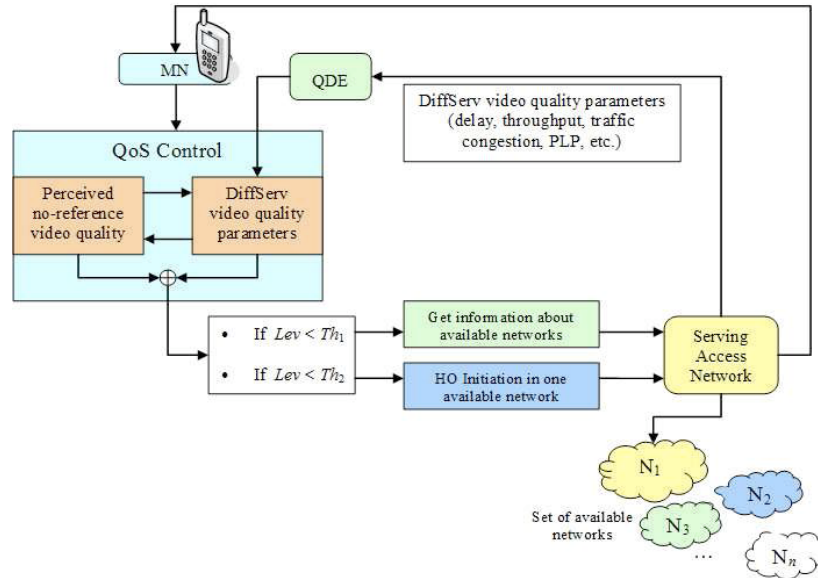 MN
QDE
DiffServ video quality parameters
(delay, throughput, traffic
congestion, PLP, etc.)
QoS Control
Perceived
no-reference
video quality
DiffServ
video quality
parameters
• If Lev < Th1
• If Lev < Th2
Get information about
available networks
HO Initiation in one
available network
Serving
Access
Network
N1
N2
Set of available
networks
N3
...
Nn